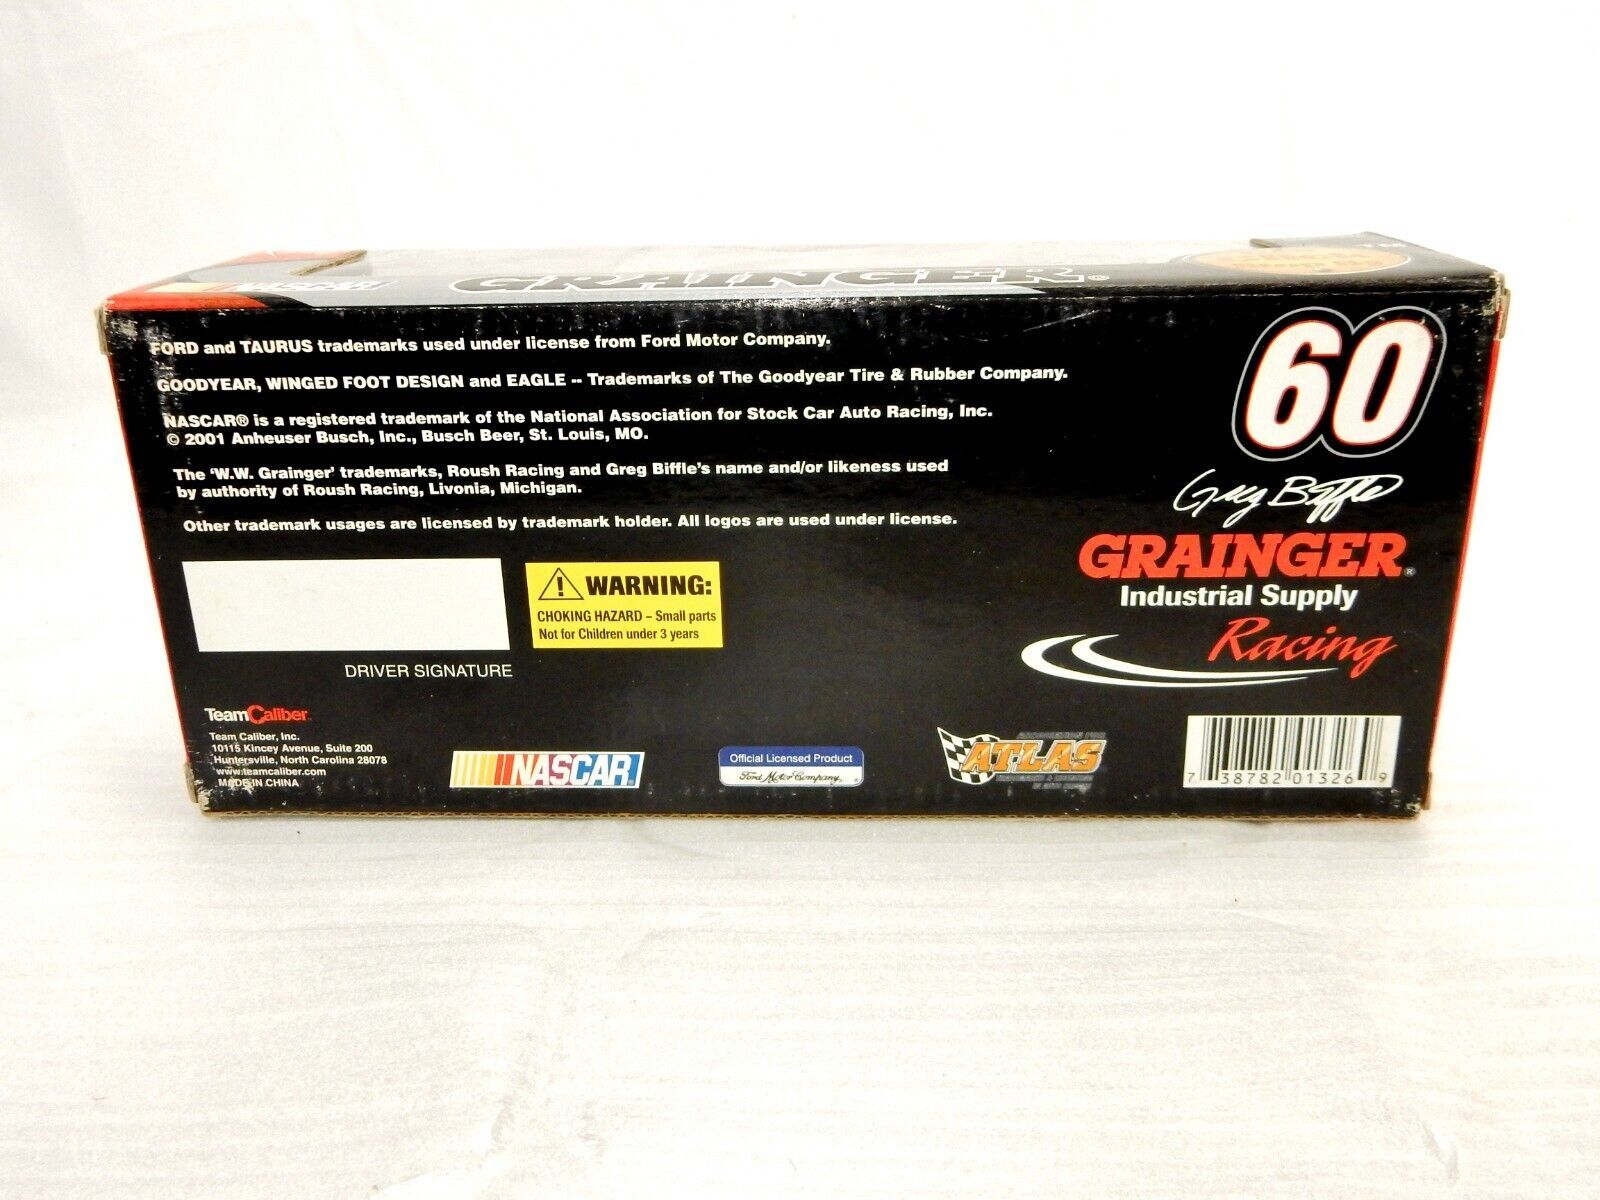 NASCAR
GRAINGER®
FORD and TAURUS trademarks used under license from Ford Motor Company.
GOODYEAR, WINGED FOOT DESIGN and EAGLE -- Trademarks of The Goodyear Tire & Rubber Company.
NASCAR® is a registered trademark of the National Association for Stock Car Auto Racing, Inc.
© 2001 Anheuser Busch, Inc., Busch Beer, St. Louis, MO.
The 'W.W. Grainger' trademarks, Roush Racing and Greg Biffle's name and/or likeness used
by authority of Roush Racing, Livonia, Michigan.
Other trademark usages are licensed by trademark holder. All logos are used under license.
60
Greg Biffle
GRAINGER®
Industrial Supply
Racing
WARNING:
CHOKING HAZARD – Small parts
Not for Children under 3 years
DRIVER SIGNATURE
TeamCaliber
Team Caliber, Inc.
10115 Kincey Avenue, Suite 200
Huntersville, North Carolina 28078
www.teamcaliber.com
MADE IN CHINA
NASCAR
Official Licensed Product
Ford Motor Company
ATLAS
7 38782 01326 9